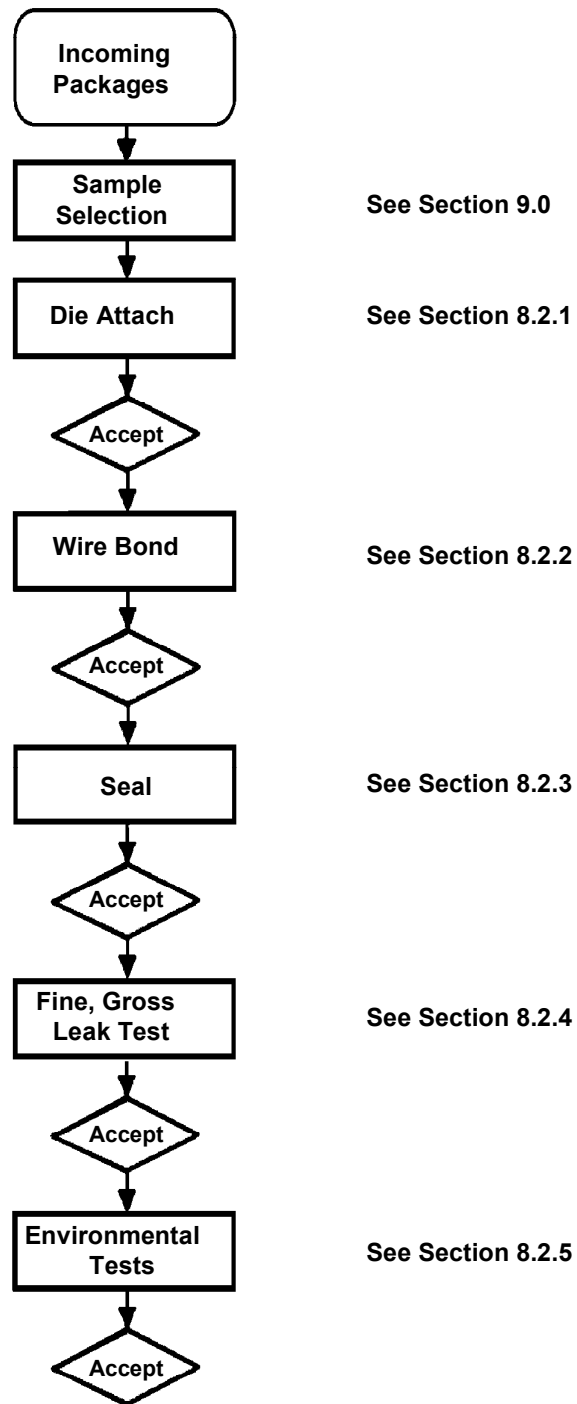 Incoming
Packages
Sample
Selection
See Section 9.0
Die Attach
See Section 8.2.1
Accept
Wire Bond
See Section 8.2.2
Accept
Seal
See Section 8.2.3
Accept
Fine, Gross
Leak Test
See Section 8.2.4
Accept
Environmental
Tests
See Section 8.2.5
Accept